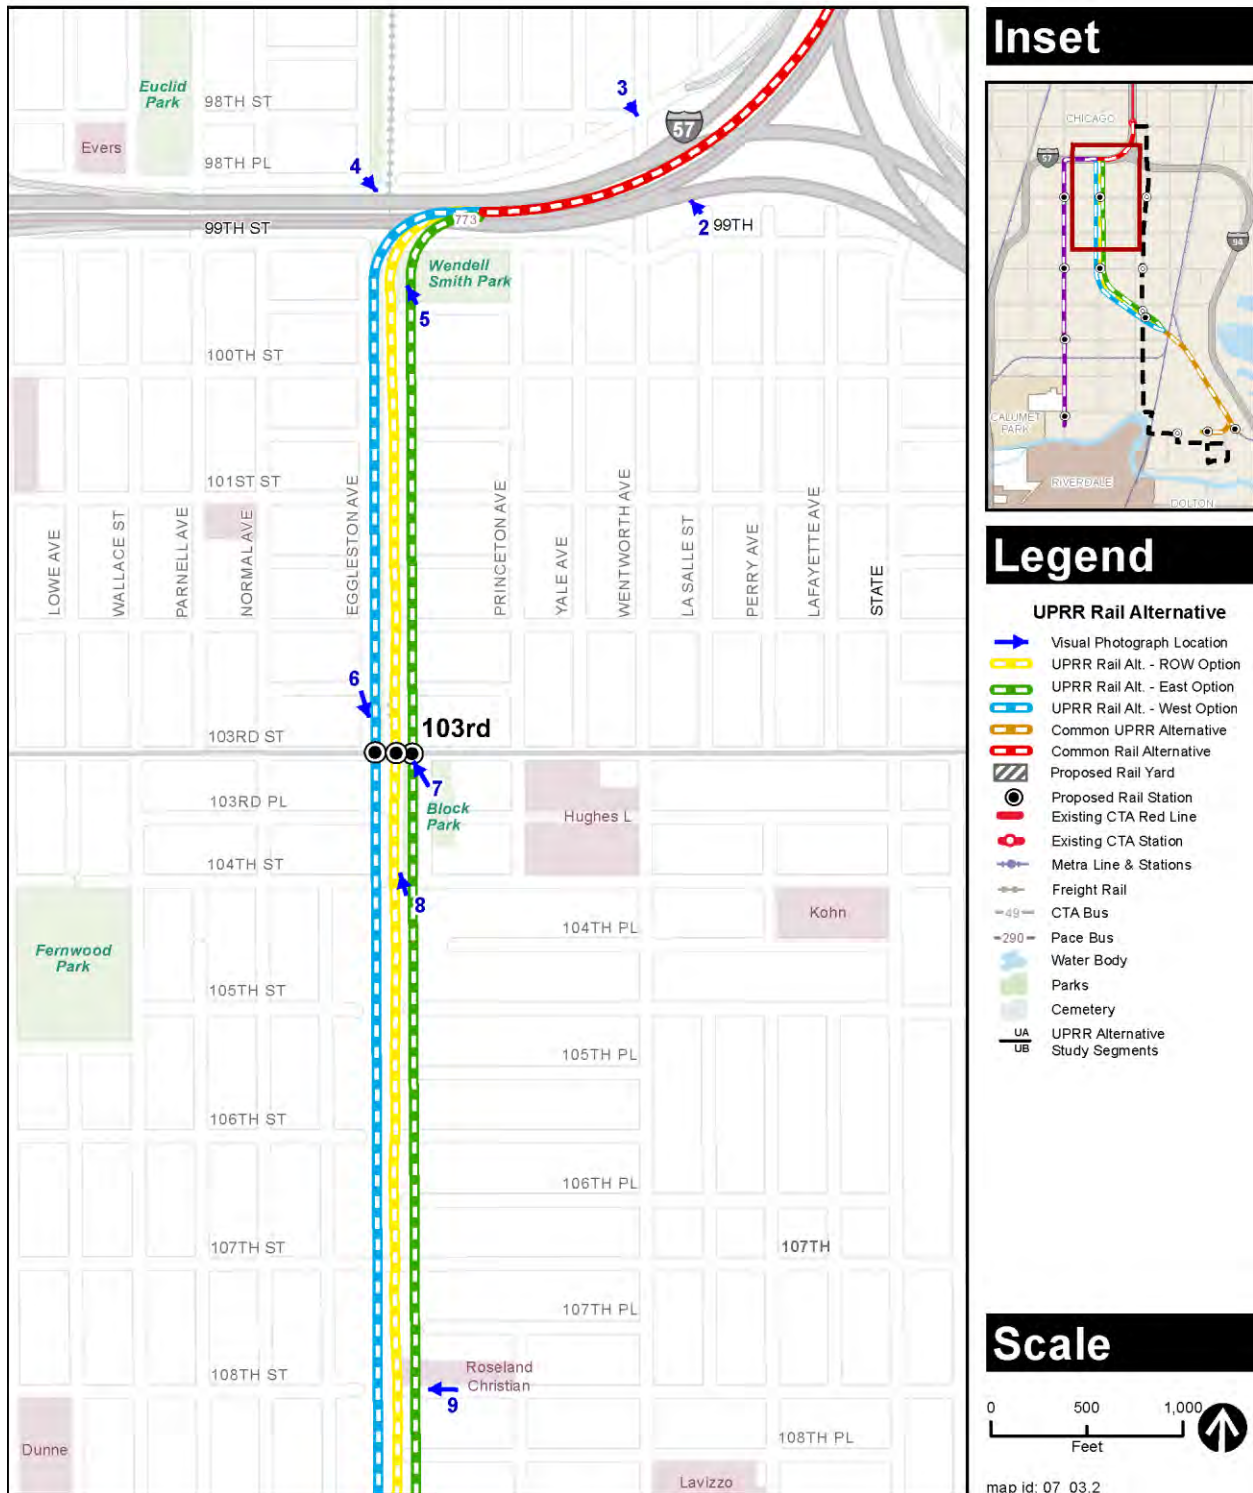 Euclid
Park
98TH ST
Evers
98TH PL
3
57
4
99TH ST
773
2
99TH
Wendell
Smith Park
5
100TH ST
101ST ST
LOWE AVE
WALLACE ST
PARNELL AVE
NORMAL AVE
EGGLESTON AVE
PRINCETON AVE
YALE AVE
WENTWORTH AVE
LA SALLE ST
PERRY AVE
LAFAYETTE AVE
STATE
6
103RD ST
103rd
7
103RD PL
Block
Park
Hughes L
104TH ST
8
Kohn
104TH PL
Fernwood
Park
105TH ST
105TH PL
106TH ST
106TH PL
107TH ST
107TH
107TH PL
108TH ST
Roseland
Christian
9
Dunne
108TH PL
Lavizzo
Inset
CHICAGO
57
94
CALUMET
PARK
RIVERDALE
DOLTON
Legend
UPRR Rail Alternative
Visual Photograph Location
UPRR Rail Alt. - ROW Option
UPRR Rail Alt. - East Option
UPRR Rail Alt. - West Option
Common UPRR Alternative
Common Rail Alternative
Proposed Rail Yard
Proposed Rail Station
Existing CTA Red Line
Existing CTA Station
Metra Line & Stations
Freight Rail
49 CTA Bus
290 Pace Bus
Water Body
Parks
Cemetery
UA UPRR Alternative
UB Study Segments
Scale
0 500 1,000
Feet
map id: 07_03.2